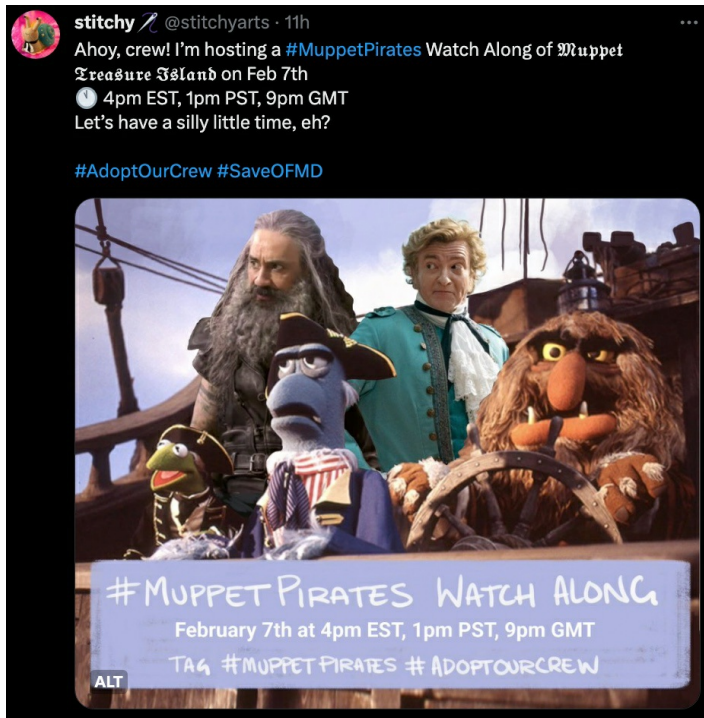 stitchy 🪡 @stitchyarts · 11h
Ahoy, crew! I’m hosting a #MuppetPirates Watch Along of 𝕸𝖚𝖕𝖕𝖊𝖙
𝕿𝖗𝖊𝖆𝖘𝖚𝖗𝖊 𝕴𝖘𝖑𝖆𝖓𝖉 on Feb 7th
🕚 4pm EST, 1pm PST, 9pm GMT
Let’s have a silly little time, eh?
#AdoptOurCrew #SaveOFMD
#MUPPET PIRATES WATCH ALONG
February 7th at 4pm EST, 1pm PST, 9pm GMT
TAG #MUPPET PIRATES #ADOPTOURCREW
ALT